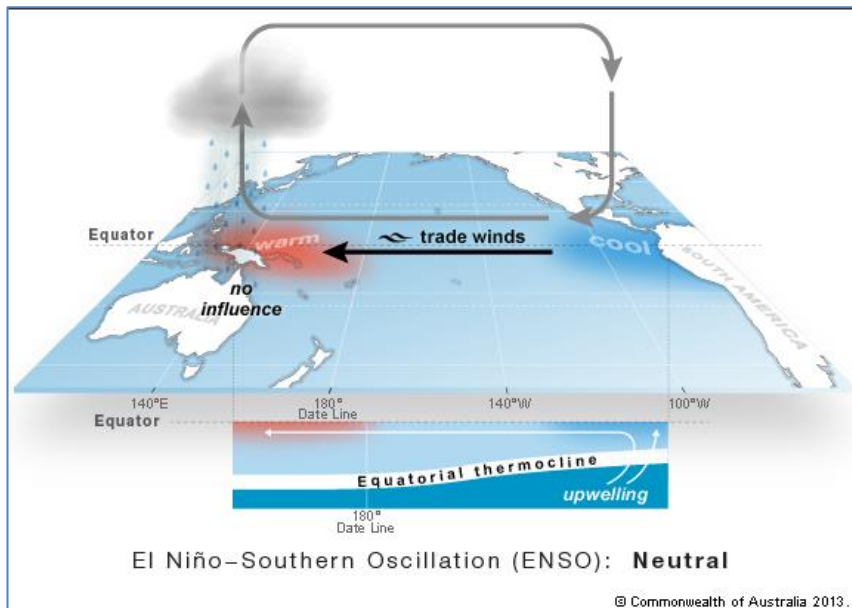 Equator
warm
trade winds
cool
no
influence
AUSTRALIA
SOUTH AMERICA
140°E
180°
Date Line
140°W
100°W
Equator
Equatorial thermocline
upwelling
180°
Date Line
El Niño–Southern Oscillation (ENSO): Neutral
© Commonwealth of Australia 2013.